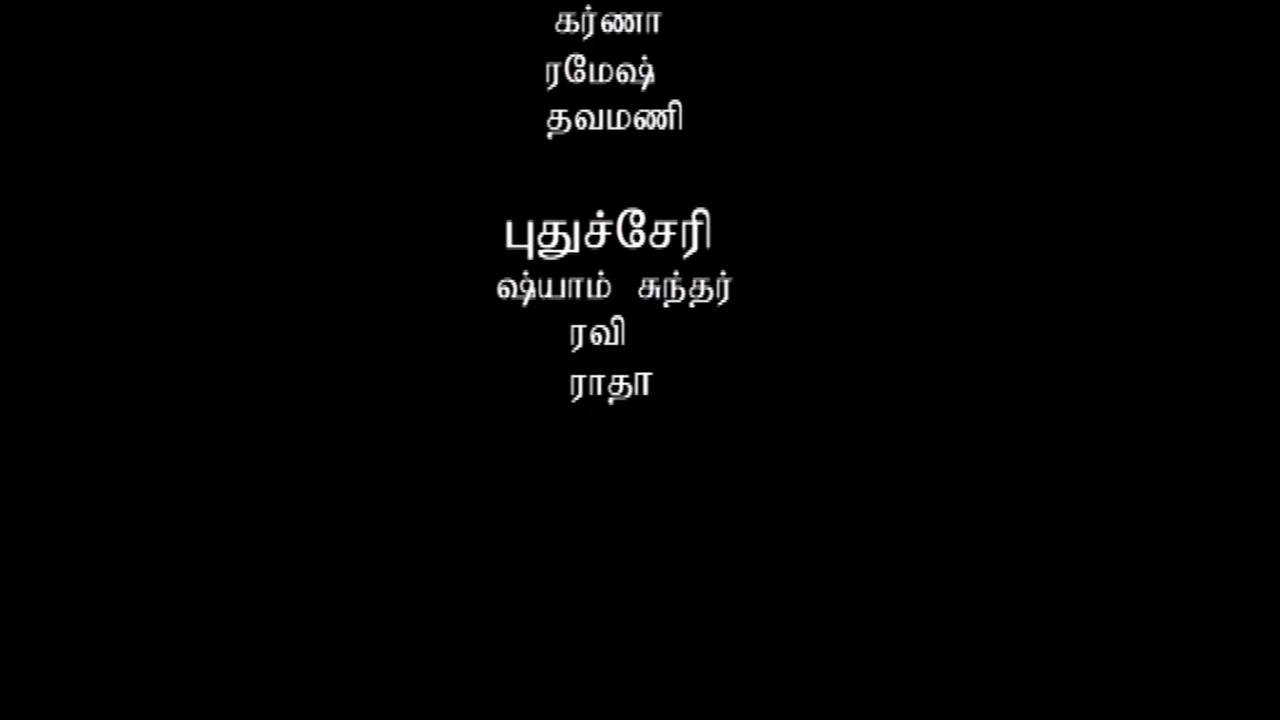 கர்ணா
ரமேஷ்
தவமணி
புதுச்சேரி
ஷ்யாம் சுந்தர்
ரவி
ராதா